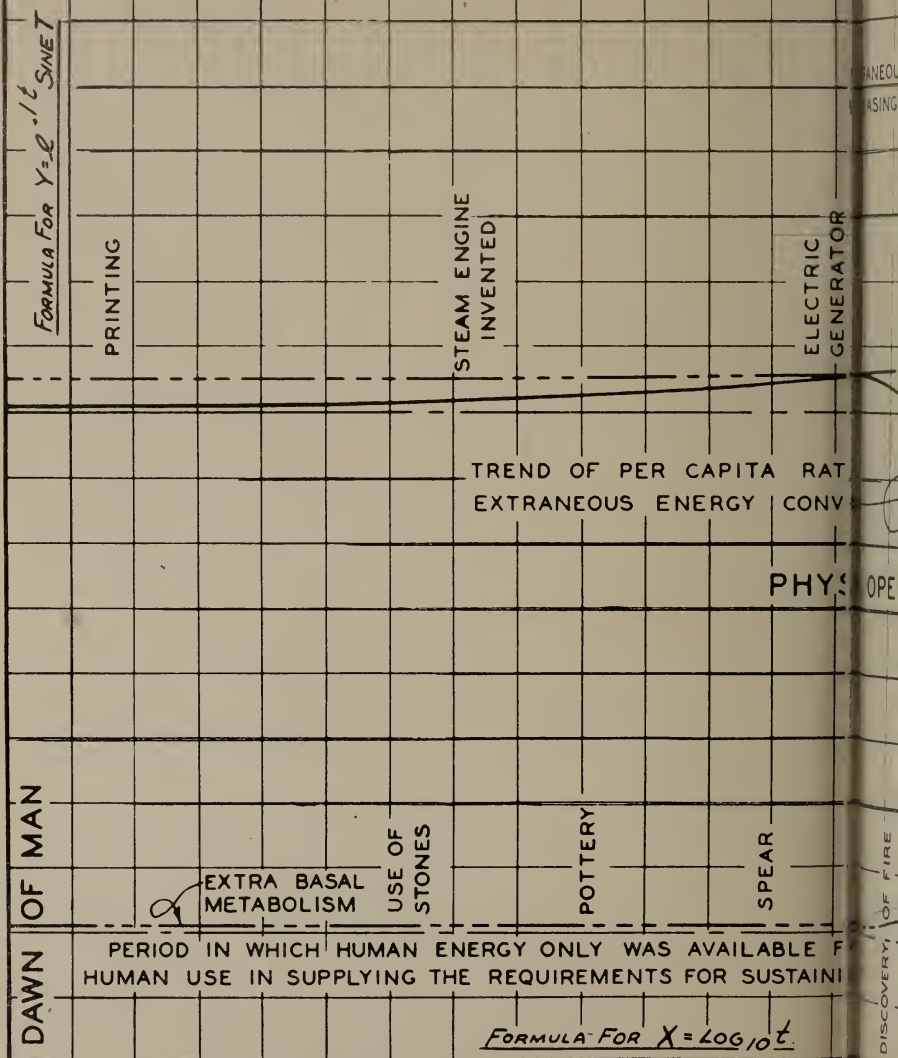 FORMULA FOR Y=e^.1t SINE T
PRINTING
STEAM ENGINE
INVENTED
ELECTRIC
GENERATOR
ANEOU
ASING
TREND OF PER CAPITA RAT
EXTRANEOUS ENERGY CONV
PHYS
OPE
DAWN OF MAN
EXTRA BASAL
METABOLISM
USE OF
STONES
POTTERY
SPEAR
DISCOVERY OF FIRE
PERIOD IN WHICH HUMAN ENERGY ONLY WAS AVAILABLE F
HUMAN USE IN SUPPLYING THE REQUIREMENTS FOR SUSTAINI
FORMULA FOR X = LOG10 t.